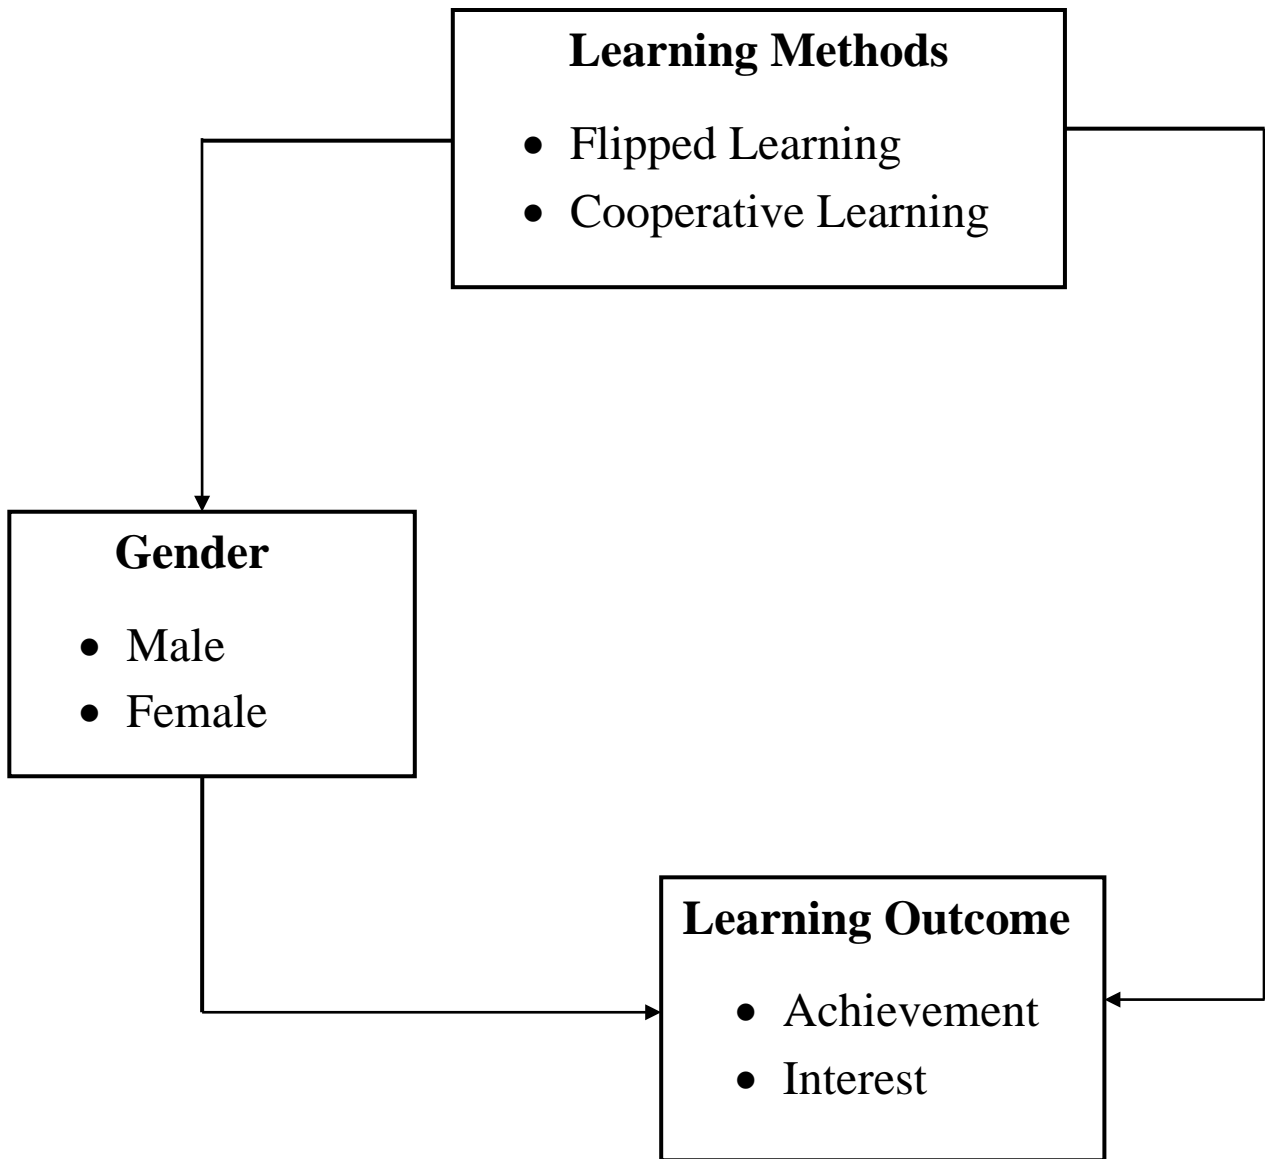 Learning Methods
• Flipped Learning
• Cooperative Learning
Gender
• Male
• Female
Learning Outcome
• Achievement
• Interest